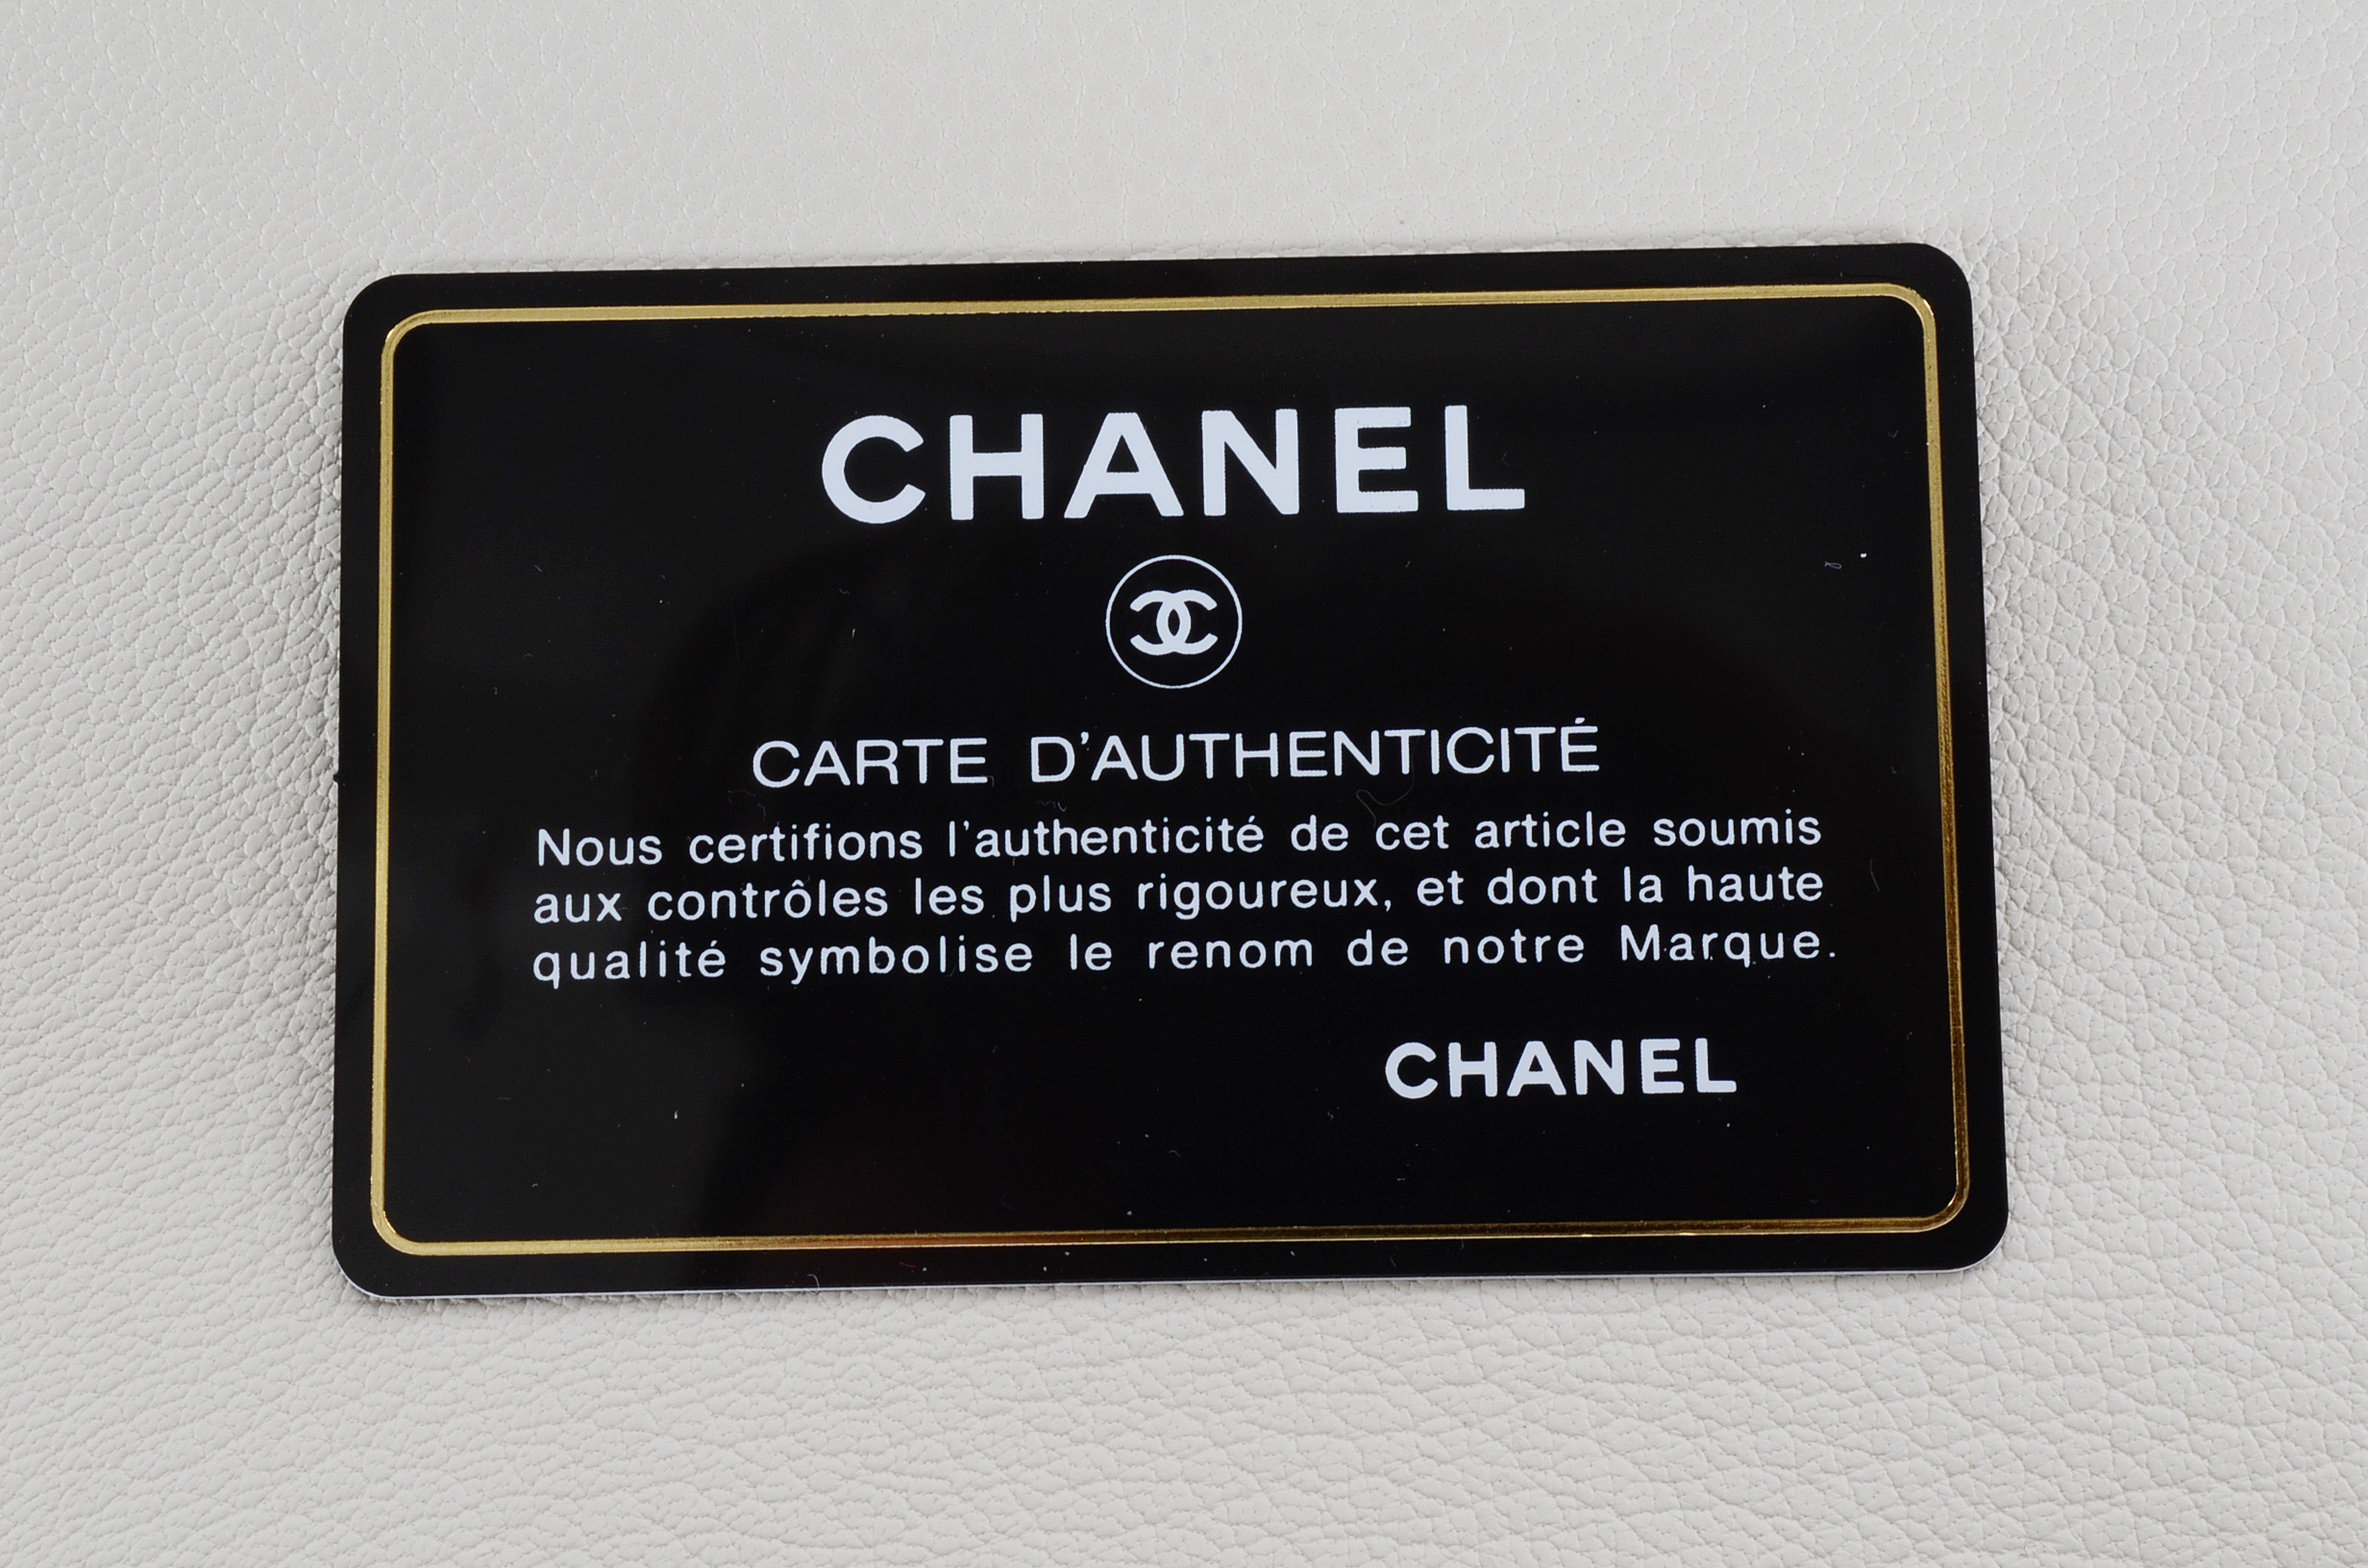 CHANEL
CARTE D'AUTHENTICITÉ
Nous certifions l'authenticité de cet article soumis
aux contrôles les plus rigoureux, et dont la haute
qualité symbolise le renom de notre Marque.
CHANEL